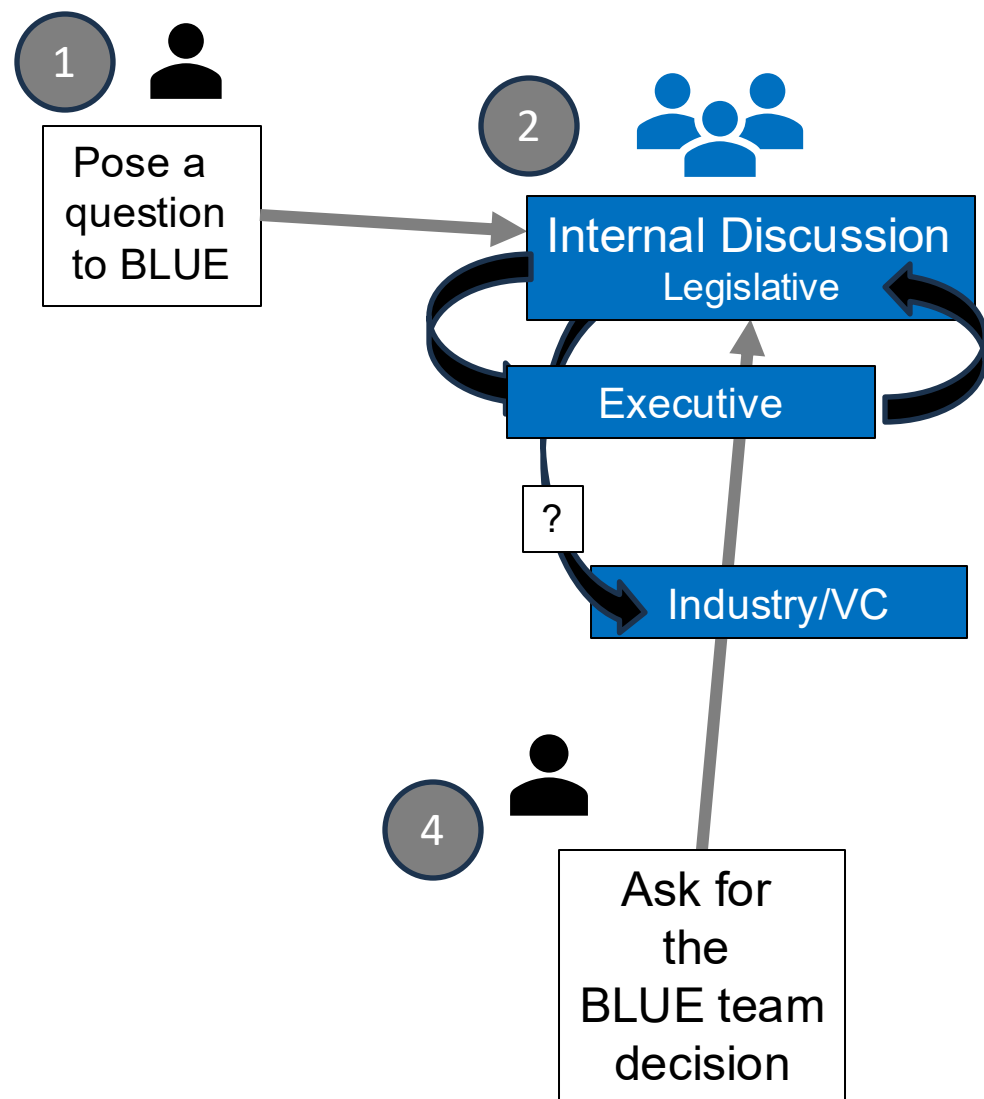 1
Pose a
question
to BLUE
2
Internal Discussion
Legislative
Executive
?
Industry/VC
4
Ask for
the
BLUE team
decision